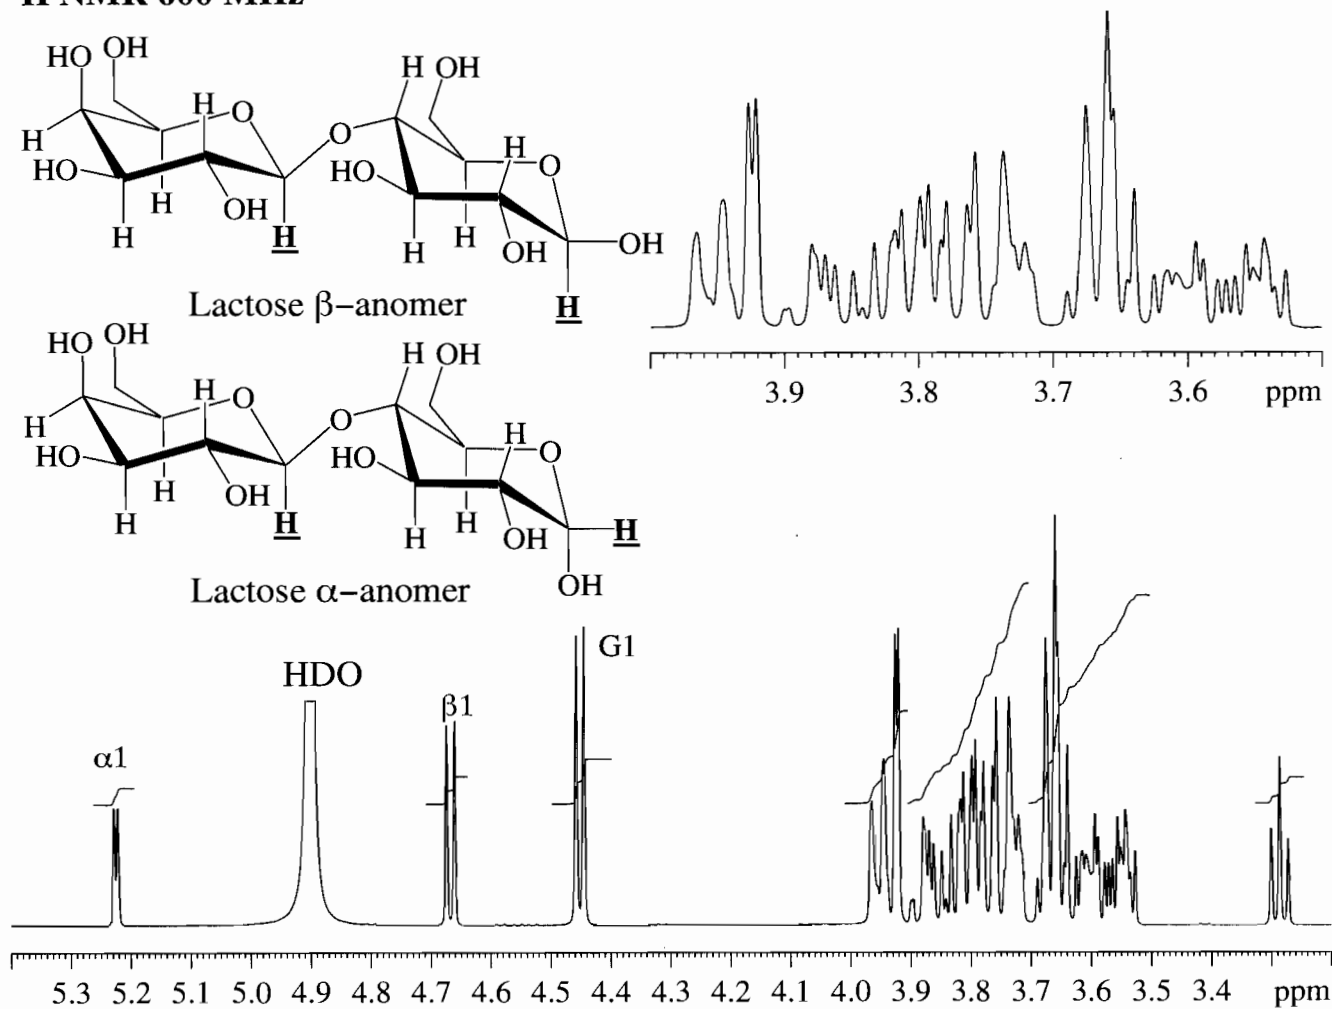 H NMR 600 MHz
HO OH
H OH
H O
H
O
H
HO
HO
O
H
H
OH
H
H
H
H
OH
OH
H
Lactose β−anomer
H
HO OH
H OH
H O
H
O
H
HO
HO
O
H
H
OH
H
H
H
H
OH
H
Lactose α−anomer
OH
3.9 3.8 3.7 3.6 ppm
HDO
G1
β1
α1
5.3 5.2 5.1 5.0 4.9 4.8 4.7 4.6 4.5 4.4 4.3 4.2 4.1 4.0 3.9 3.8 3.7 3.6 3.5 3.4 ppm